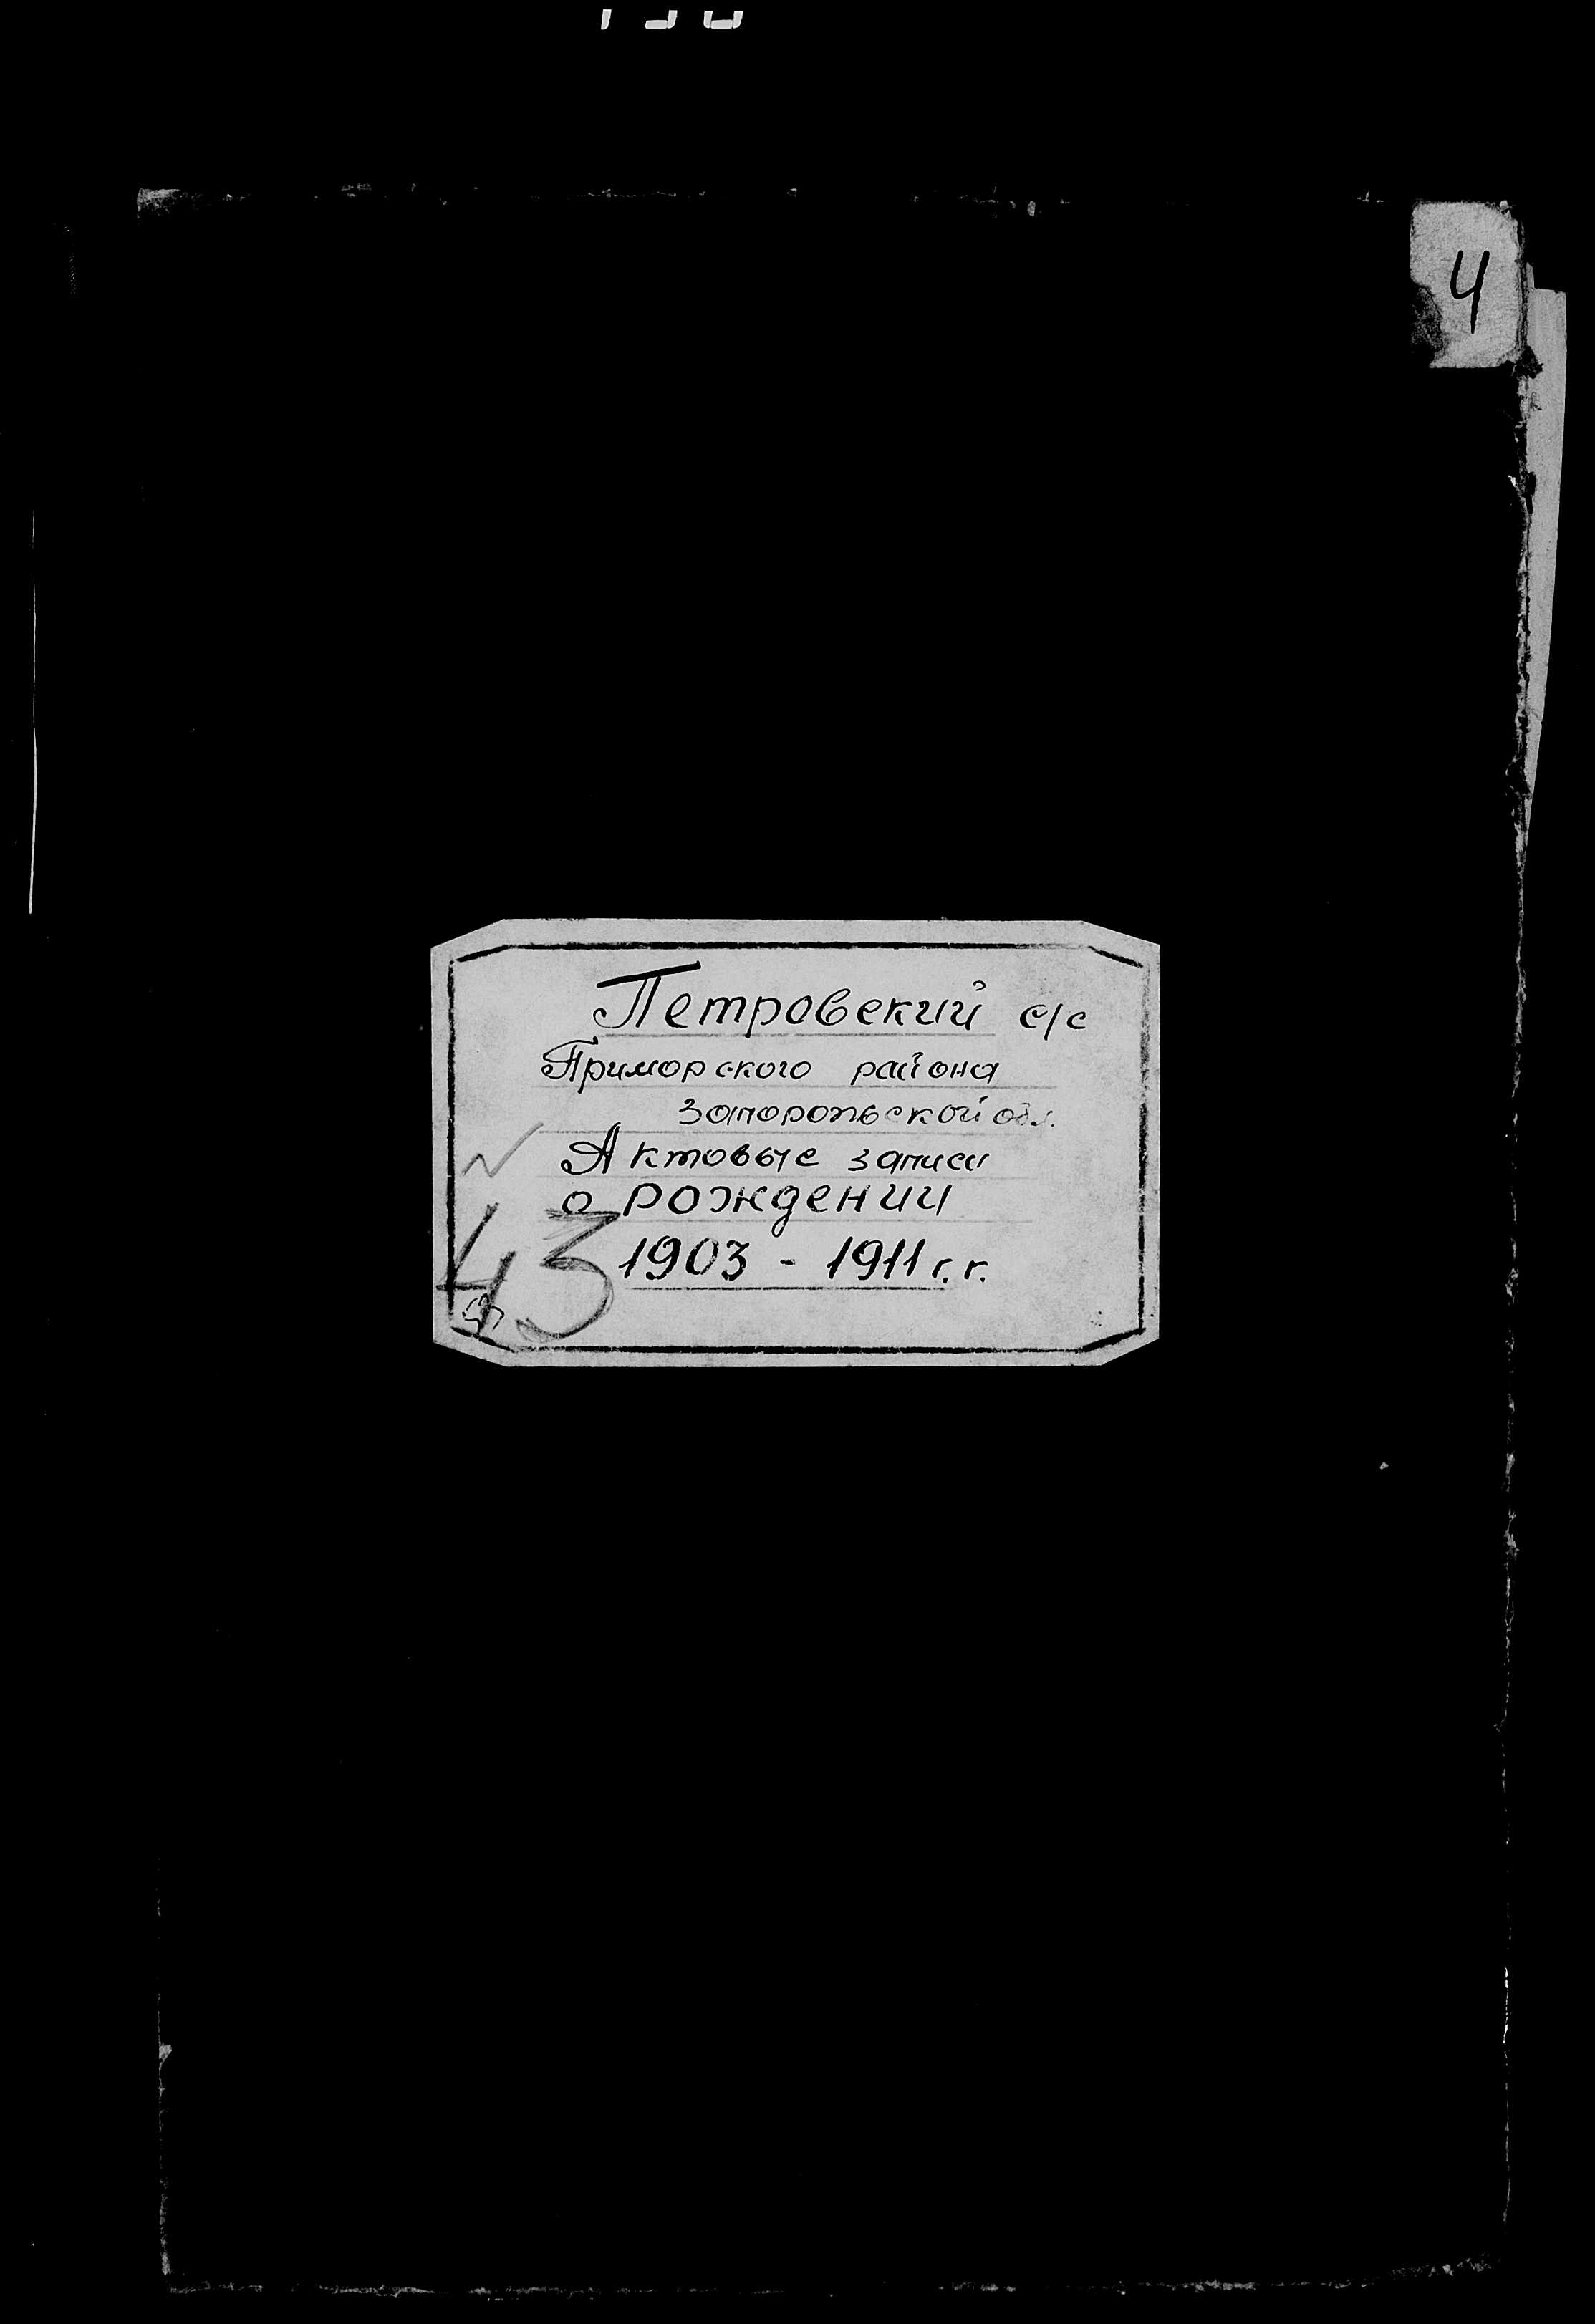 4
Петровский с/с
Приморского района
Запорожской обл.
Актовые записи
о рождении
43
1903 - 1911 г.г.